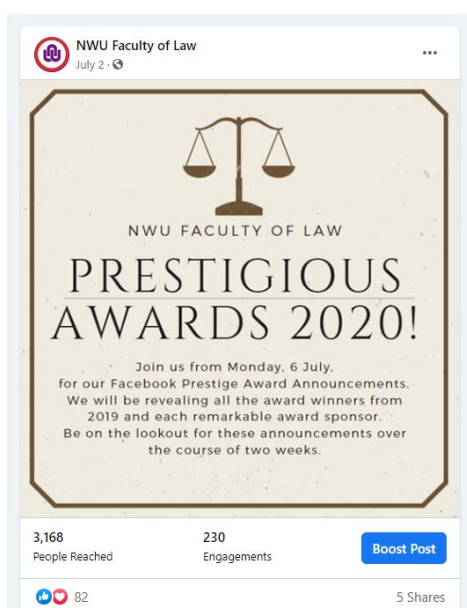 NWU Faculty of Law
July 2 ·
NWU FACULTY OF LAW
PRESTIGIOUS
AWARDS 2020!
Join us from Monday, 6 July,
for our Facebook Prestige Award Announcements.
We will be revealing all the award winners from
2019 and each remarkable award sponsor.
Be on the lookout for these announcements over
the course of two weeks.
3,168
People Reached
230
Engagements
Boost Post
82
5 Shares